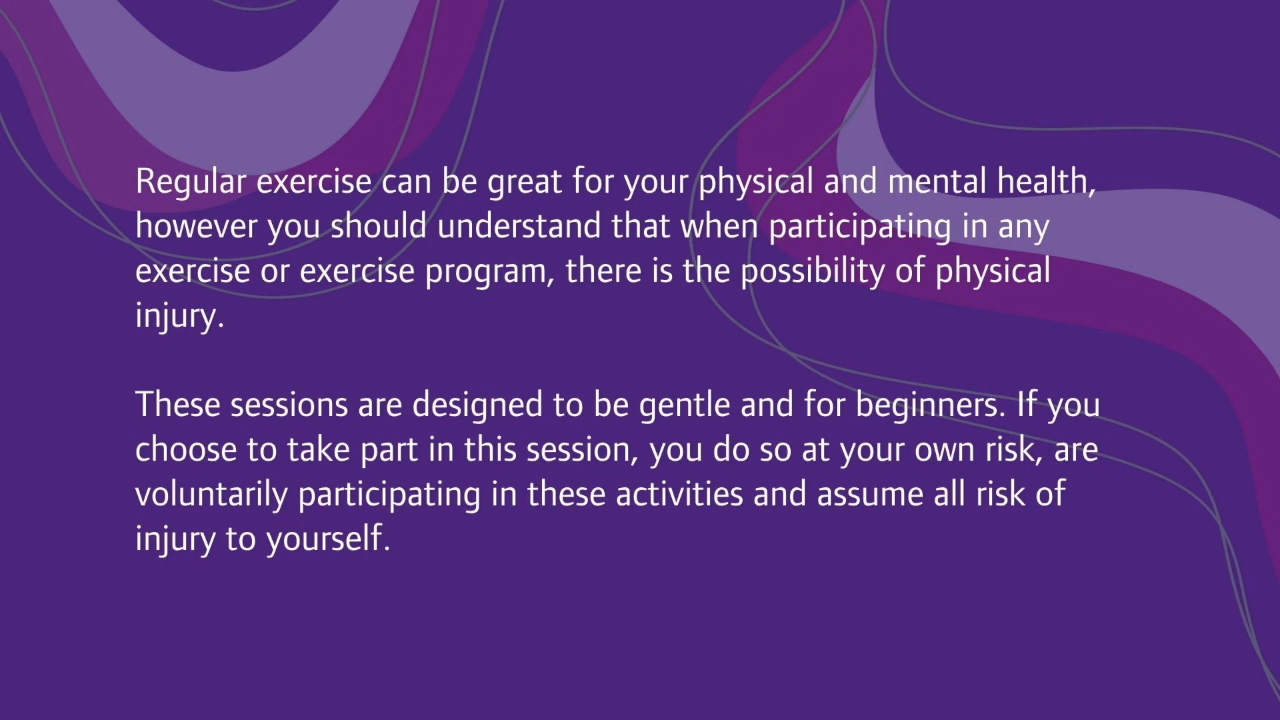 Regular exercise can be great for your physical and mental health,
however you should understand that when participating in any
exercise or exercise program, there is the possibility of physical
injury.
These sessions are designed to be gentle and for beginners. If you
choose to take part in this session, you do so at your own risk, are
voluntarily participating in these activities and assume all risk of
injury to yourself.